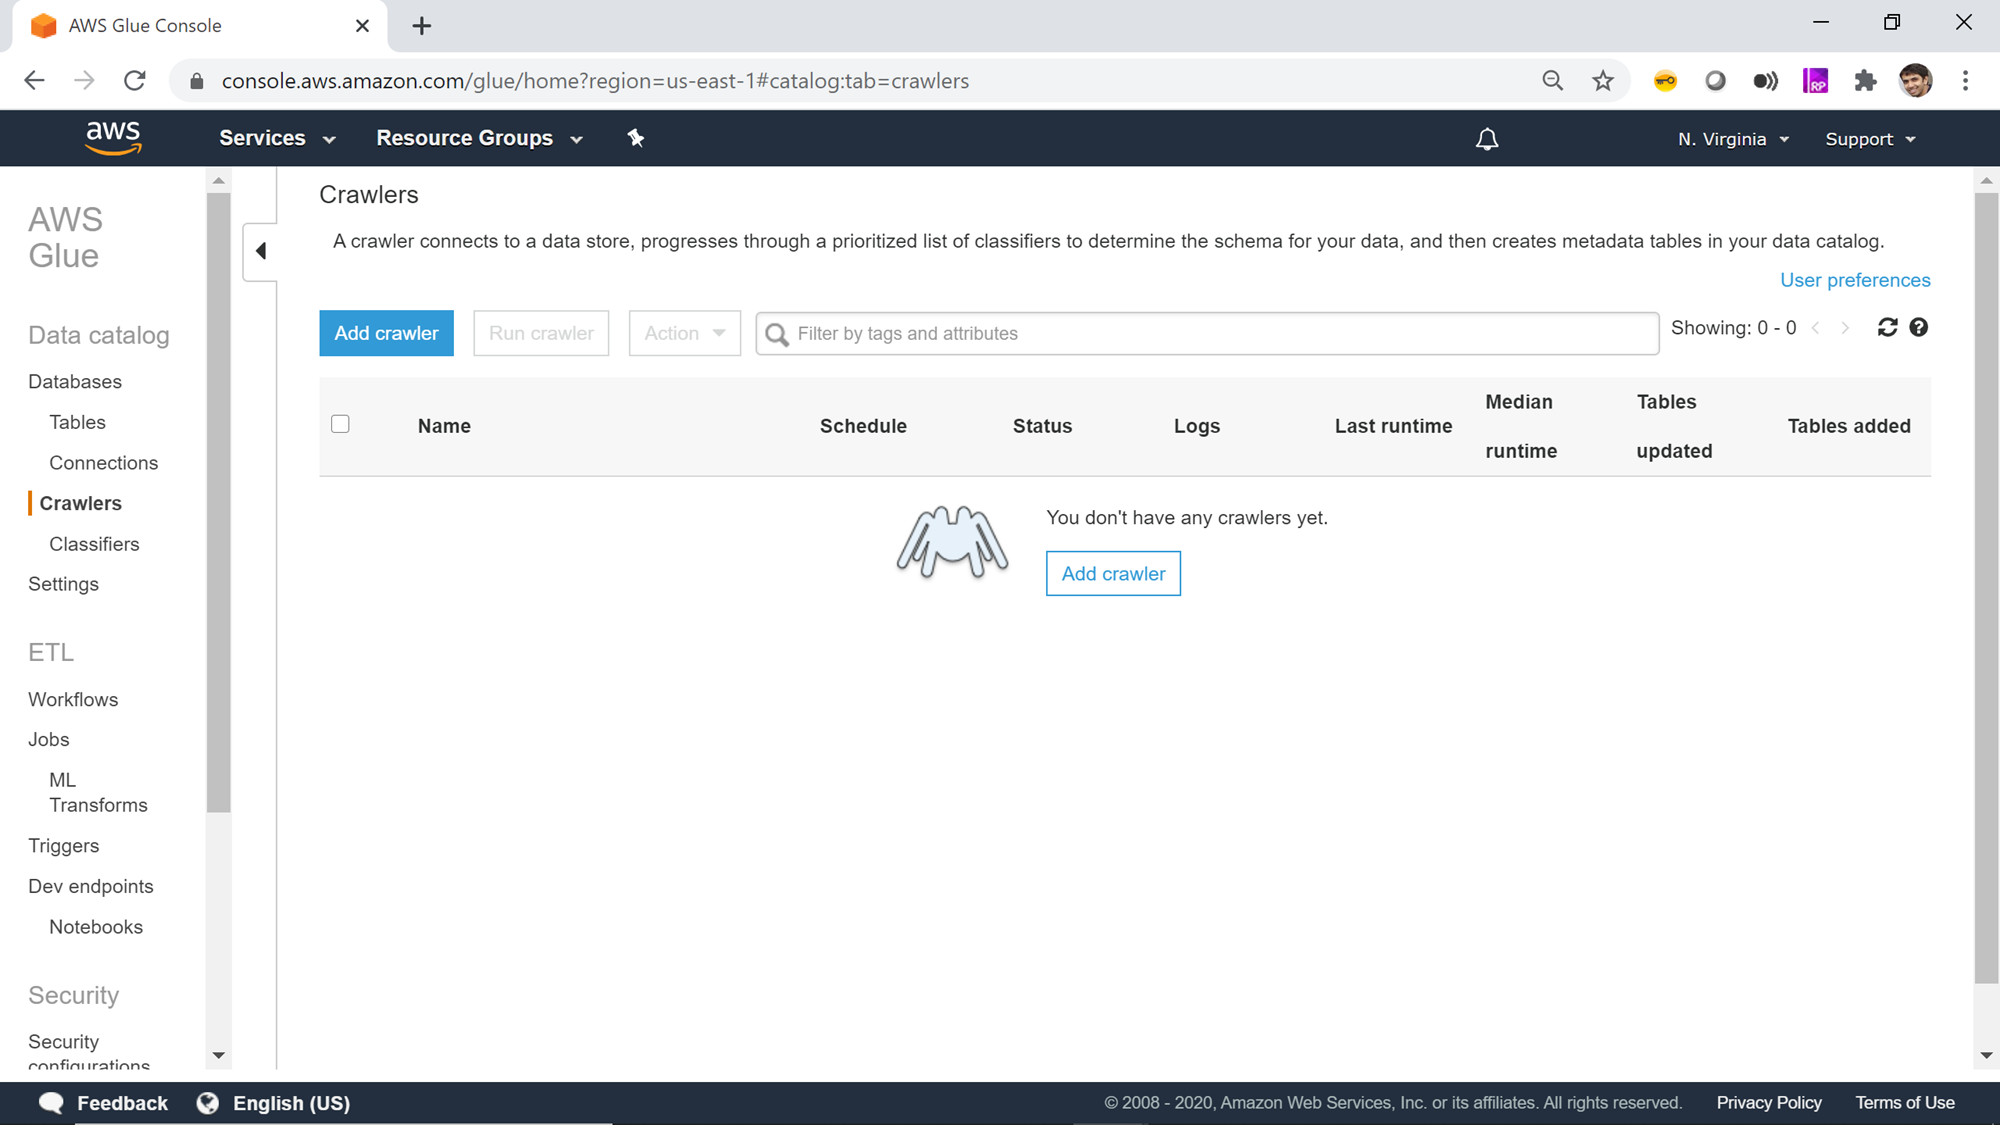 AWS Glue Console
console.aws.amazon.com/glue/home?region=us-east-1#catalog:tab=crawlers
RP
aws
Services
Resource Groups
N. Virginia
Support
AWS
Glue
Data catalog
Databases
Tables
Connections
Crawlers
Classifiers
Settings
ETL
Workflows
Jobs
ML
Transforms
Triggers
Dev endpoints
Notebooks
Security
Security
configurations
Crawlers
A crawler connects to a data store, progresses through a prioritized list of classifiers to determine the schema for your data, and then creates metadata tables in your data catalog.
User preferences
Add crawler
Run crawler
Action
Filter by tags and attributes
Showing: 0 - 0
Name
Schedule
Status
Logs
Last runtime
Median
runtime
Tables
updated
Tables added
You don't have any crawlers yet.
Add crawler
Feedback
English (US)
© 2008 - 2020, Amazon Web Services, Inc. or its affiliates. All rights reserved.
Privacy Policy
Terms of Use